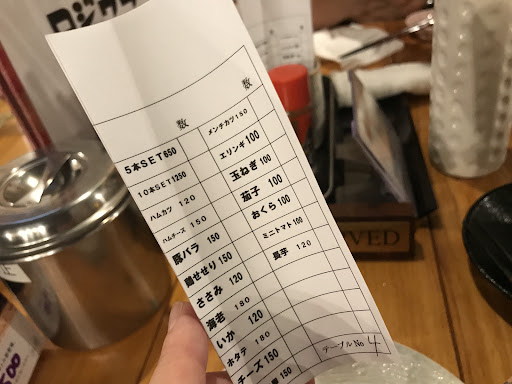 数 数
5本SET 650
10本SET 1250
ハムカツ 120
ハムチーズ 150
豚バラ 150
鶏せせり 150
ささみ 120
海老 180
いか 120
ホタテ 180
チーズ 150
150
メンチカツ 150
エリンギ 100
玉ねぎ 100
茄子 100
おくら 100
ミニトマト 100
長芋 120
テーブルNo 4
VED